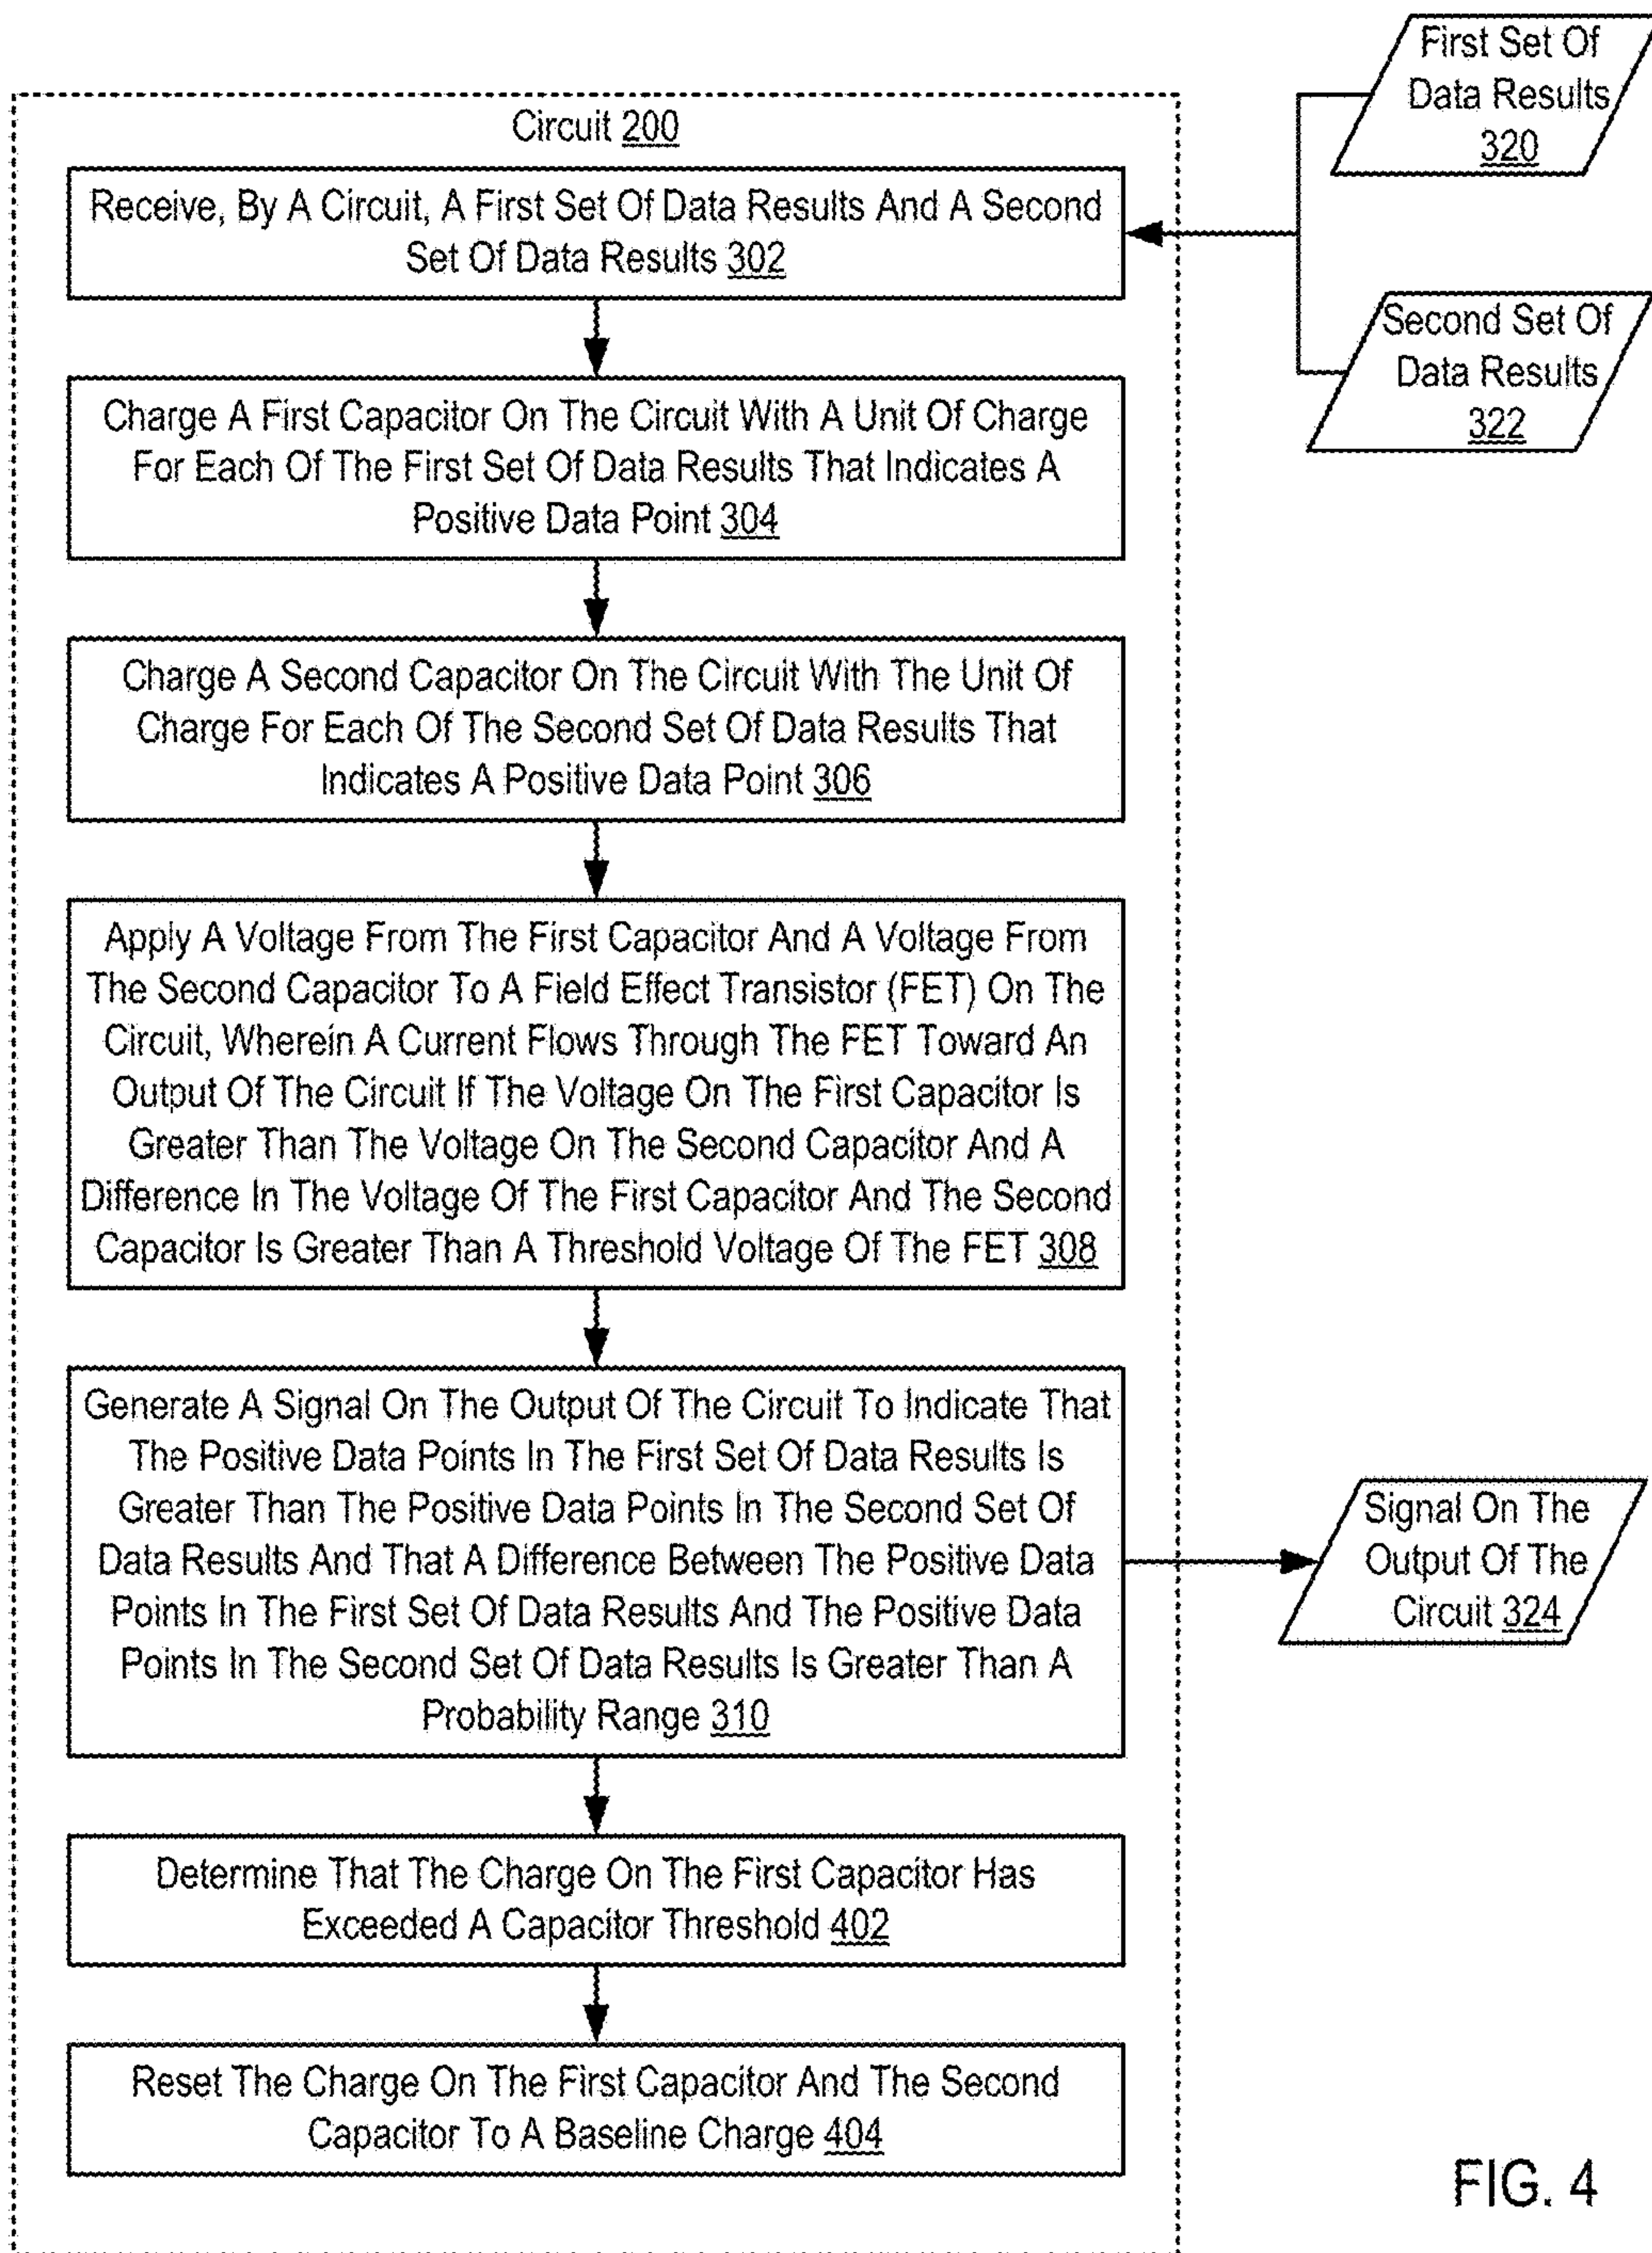 First Set Of
Data Results
320
Circuit 200
Receive, By A Circuit, A First Set Of Data Results And A Second
Set Of Data Results 302
Second Set Of
Data Results
322
Charge A First Capacitor On The Circuit With A Unit Of Charge
For Each Of The First Set Of Data Results That Indicates A
Positive Data Point 304
Charge A Second Capacitor On The Circuit With The Unit Of
Charge For Each Of The Second Set Of Data Results That
Indicates A Positive Data Point 306
Apply A Voltage From The First Capacitor And A Voltage From
The Second Capacitor To A Field Effect Transistor (FET) On The
Circuit, Wherein A Current Flows Through The FET Toward An
Output Of The Circuit If The Voltage On The First Capacitor Is
Greater Than The Voltage On The Second Capacitor And A
Difference In The Voltage Of The First Capacitor And The Second
Capacitor Is Greater Than A Threshold Voltage Of The FET 308
Generate A Signal On The Output Of The Circuit To Indicate That
The Positive Data Points In The First Set Of Data Results Is
Greater Than The Positive Data Points In The Second Set Of
Data Results And That A Difference Between The Positive Data
Points In The First Set Of Data Results And The Positive Data
Points In The Second Set Of Data Results Is Greater Than A
Probability Range 310
Signal On The
Output Of The
Circuit 324
Determine That The Charge On The First Capacitor Has
Exceeded A Capacitor Threshold 402
Reset The Charge On The First Capacitor And The Second
Capacitor To A Baseline Charge 404
FIG. 4